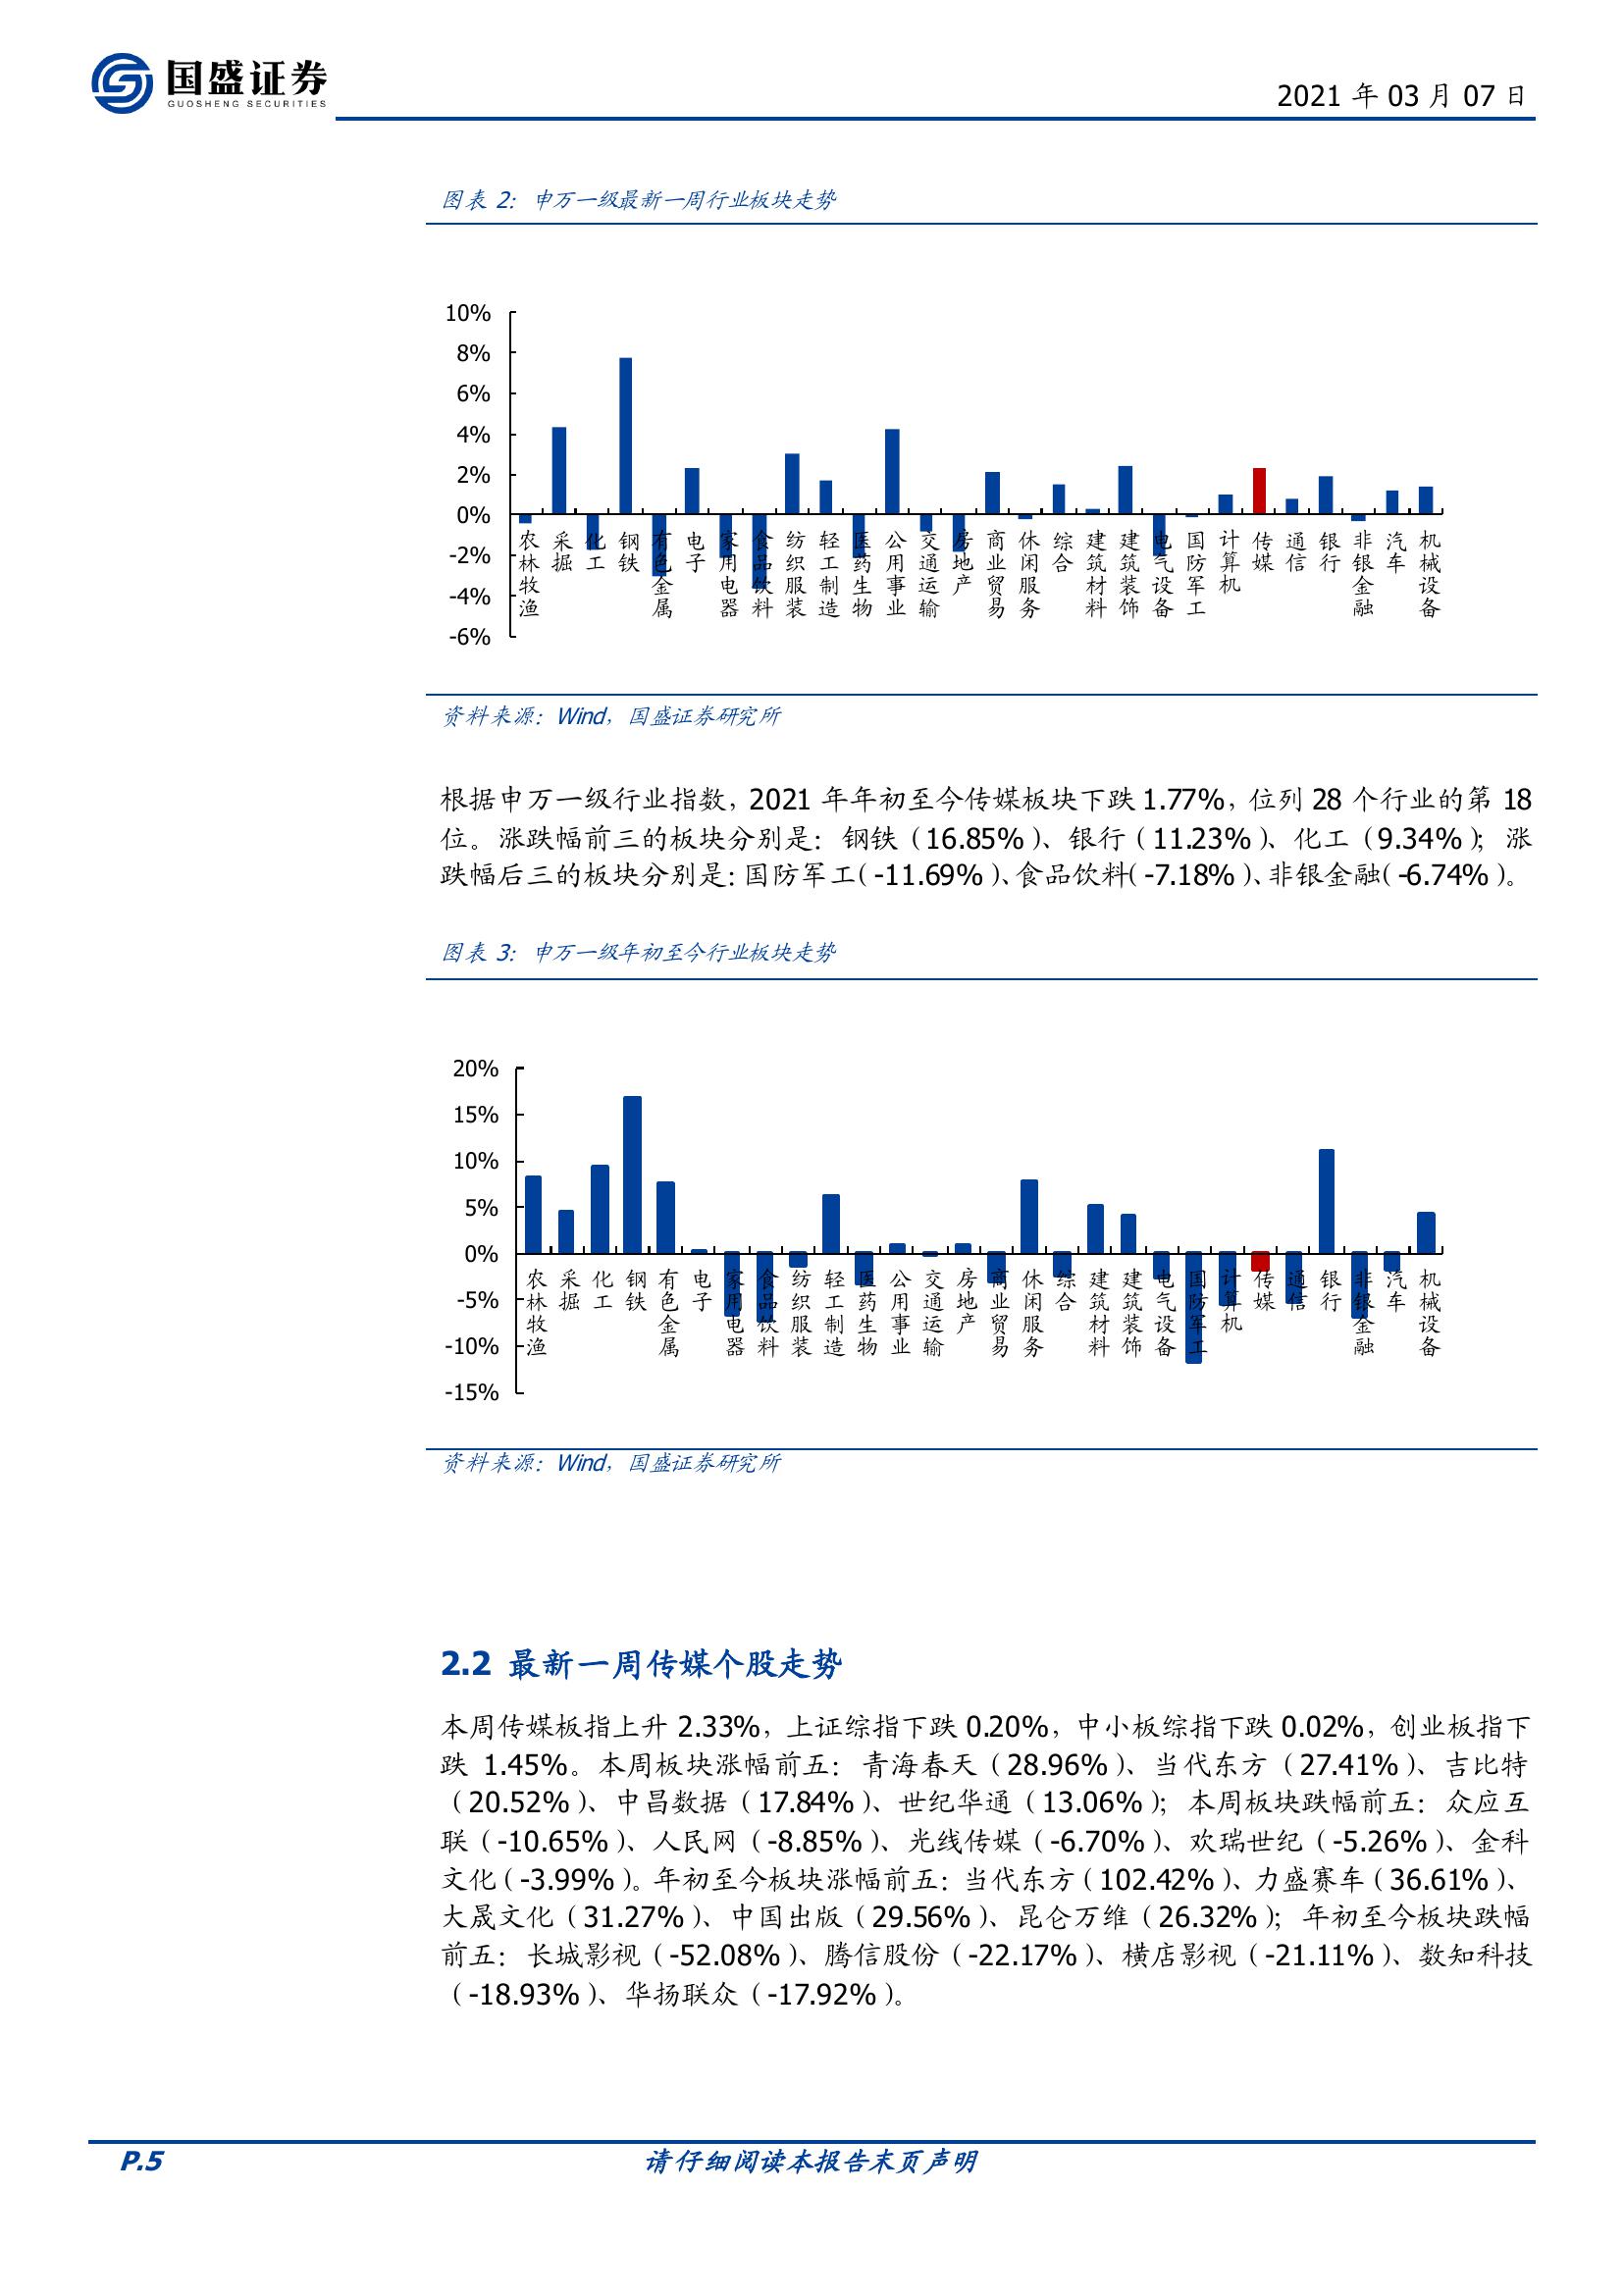 国盛证券
GUOSHENG SECURITIES
2021 年 03 月 07 日
图表 2：申万一级最新一周行业板块走势
10%
8%
6%
4%
2%
0%
-2%
-4%
-6%
农林牧渔
采掘
化工
钢铁
有色金属
电子
家用电器
食品饮料
纺织服装
轻工制造
医药生物
公用事业
交通运输
房地产
商业贸易
休闲服务
综合
建筑材料
建筑装饰
电气设备
国防军工
计算机
传媒
通信
银行
非银金融
汽车
机械设备
资料来源：Wind，国盛证券研究所
根据申万一级行业指数，2021 年年初至今传媒板块下跌 1.77%，位列 28 个行业的第 18
位。涨跌幅前三的板块分别是：钢铁（16.85%）、银行（11.23%）、化工（9.34%）；涨
跌幅后三的板块分别是：国防军工（-11.69%）、食品饮料（-7.18%）、非银金融（-6.74%）。
图表 3：申万一级年初至今行业板块走势
20%
15%
10%
5%
0%
-5%
-10%
-15%
农林牧渔
采掘
化工
钢铁
有色金属
电子
家用电器
食品饮料
纺织服装
轻工制造
医药生物
公用事业
交通运输
房地产
商业贸易
休闲服务
综合
建筑材料
建筑装饰
电气设备
国防军工
计算机
传媒
通信
银行
非银金融
汽车
机械设备
资料来源：Wind，国盛证券研究所
2.2 最新一周传媒个股走势
本周传媒板指上升 2.33%，上证综指下跌 0.20%，中小板综指下跌 0.02%，创业板指下
跌 1.45%。本周板块涨幅前五：青海春天（28.96%）、当代东方（27.41%）、吉比特
（20.52%）、中昌数据（17.84%）、世纪华通（13.06%）；本周板块跌幅前五：众应互
联（-10.65%）、人民网（-8.85%）、光线传媒（-6.70%）、欢瑞世纪（-5.26%）、金科
文化（-3.99%）。年初至今板块涨幅前五：当代东方（102.42%）、力盛赛车（36.61%）、
大晟文化（31.27%）、中国出版（29.56%）、昆仑万维（26.32%）；年初至今板块跌幅
前五：长城影视（-52.08%）、腾信股份（-22.17%）、横店影视（-21.11%）、数知科技
（-18.93%）、华扬联众（-17.92%）。
P.5
请仔细阅读本报告末页声明